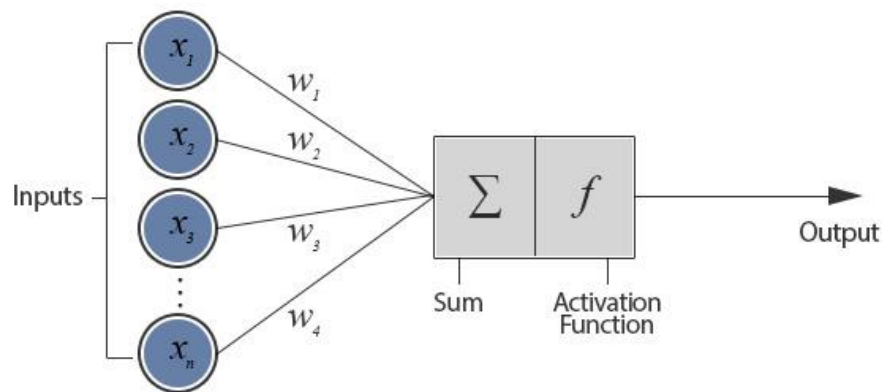 x₁
w₁
x₂
w₂
Inputs
x₃
w₃
Σ
f
Output
Sum
Activation
Function
w₄
xₙ